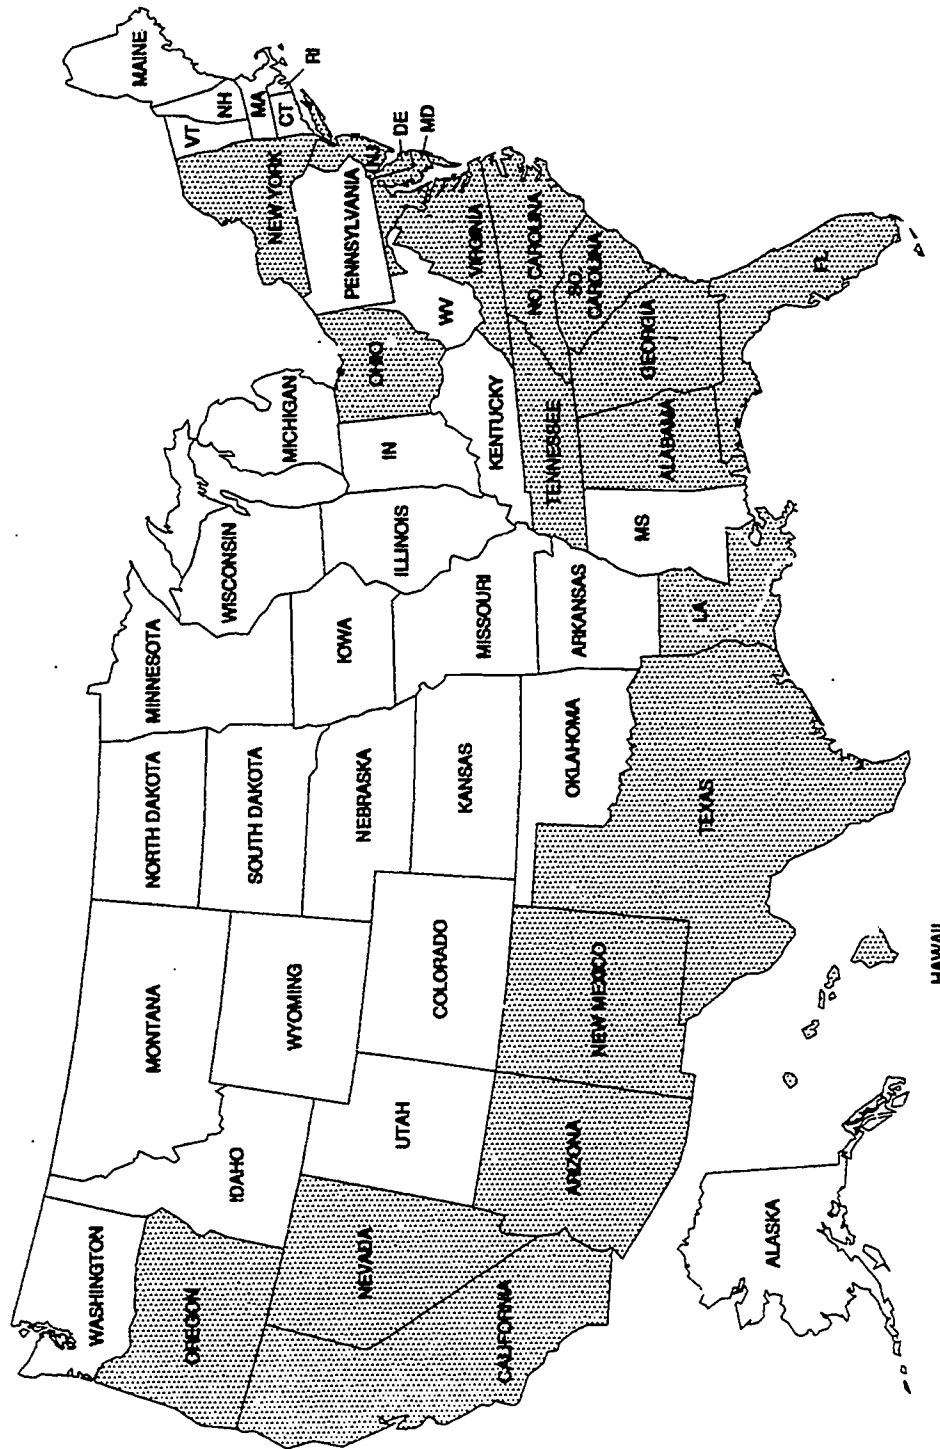 WASHINGTON
MONTANA
NORTH DAKOTA
MINNESOTA
MAINE
VT
NH
MA
CT
RI
OREGON
IDAHO
WYOMING
SOUTH DAKOTA
WISCONSIN
MICHIGAN
NEW YORK
NEVADA
UTAH
COLORADO
NEBRASKA
IOWA
ILLINOIS
IN
OHIO
PENNSYLVANIA
NJ
DE
MD
CALIFORNIA
KANSAS
MISSOURI
KENTUCKY
WV
VIRGINIA
ARIZONA
NEW MEXICO
OKLAHOMA
ARKANSAS
TENNESSEE
NO. CAROLINA
SO.
CAROLINA
TEXAS
LA
MS
ALABAMA
GEORGIA
FL
ALASKA
HAWAII